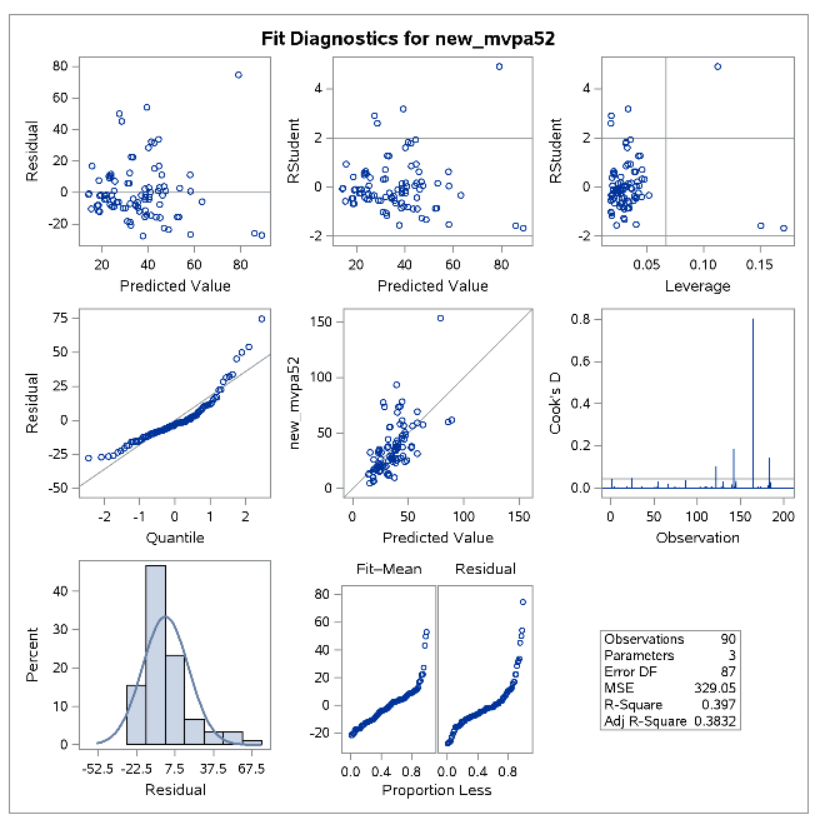 Fit Diagnostics for new_mvpa52
80
60
40
20
0
-20
Residual
20 40 60 80
Predicted Value
4
2
0
-2
RStudent
20 40 60 80
Predicted Value
4
2
0
-2
RStudent
0.05 0.10 0.15
Leverage
75
50
25
0
-25
-50
Residual
-2 -1 0 1 2
Quantile
150
100
50
0
new_mvpa52
0 50 100 150
Predicted Value
0.8
0.6
0.4
0.2
0.0
Cook's D
0 50 100 150 200
Observation
40
30
20
10
0
Percent
-52.5 -22.5 7.5 37.5 67.5
Residual
Fit–Mean Residual
80
60
40
20
0
-20
0.0 0.4 0.8 0.0 0.4 0.8
Proportion Less
Observations 90
Parameters 3
Error DF 87
MSE 329.05
R-Square 0.397
Adj R-Square 0.3832